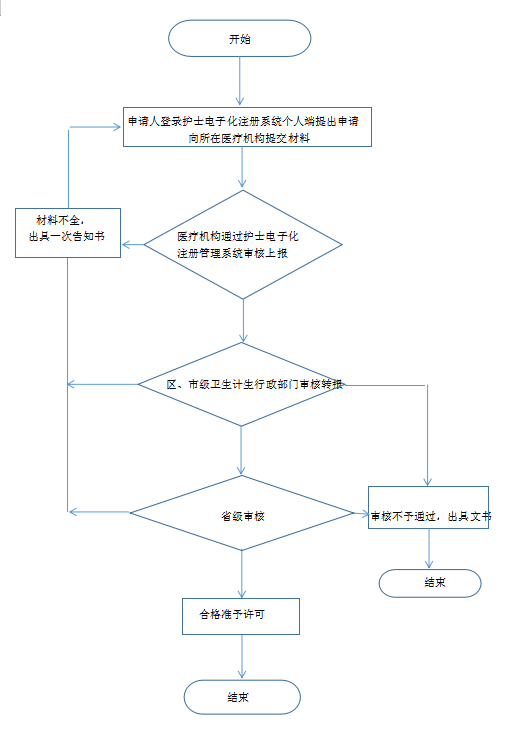 开始
申请人登录护士电子化注册系统个人端提出申请
向所在医疗机构提交材料
材料不全，
出具一次告知书
医疗机构通过护士电子化
注册管理系统审核上报
区、市级卫生计生行政部门审核转报
省级审核
审核不予通过，出具文书
结束
合格准予许可
结束